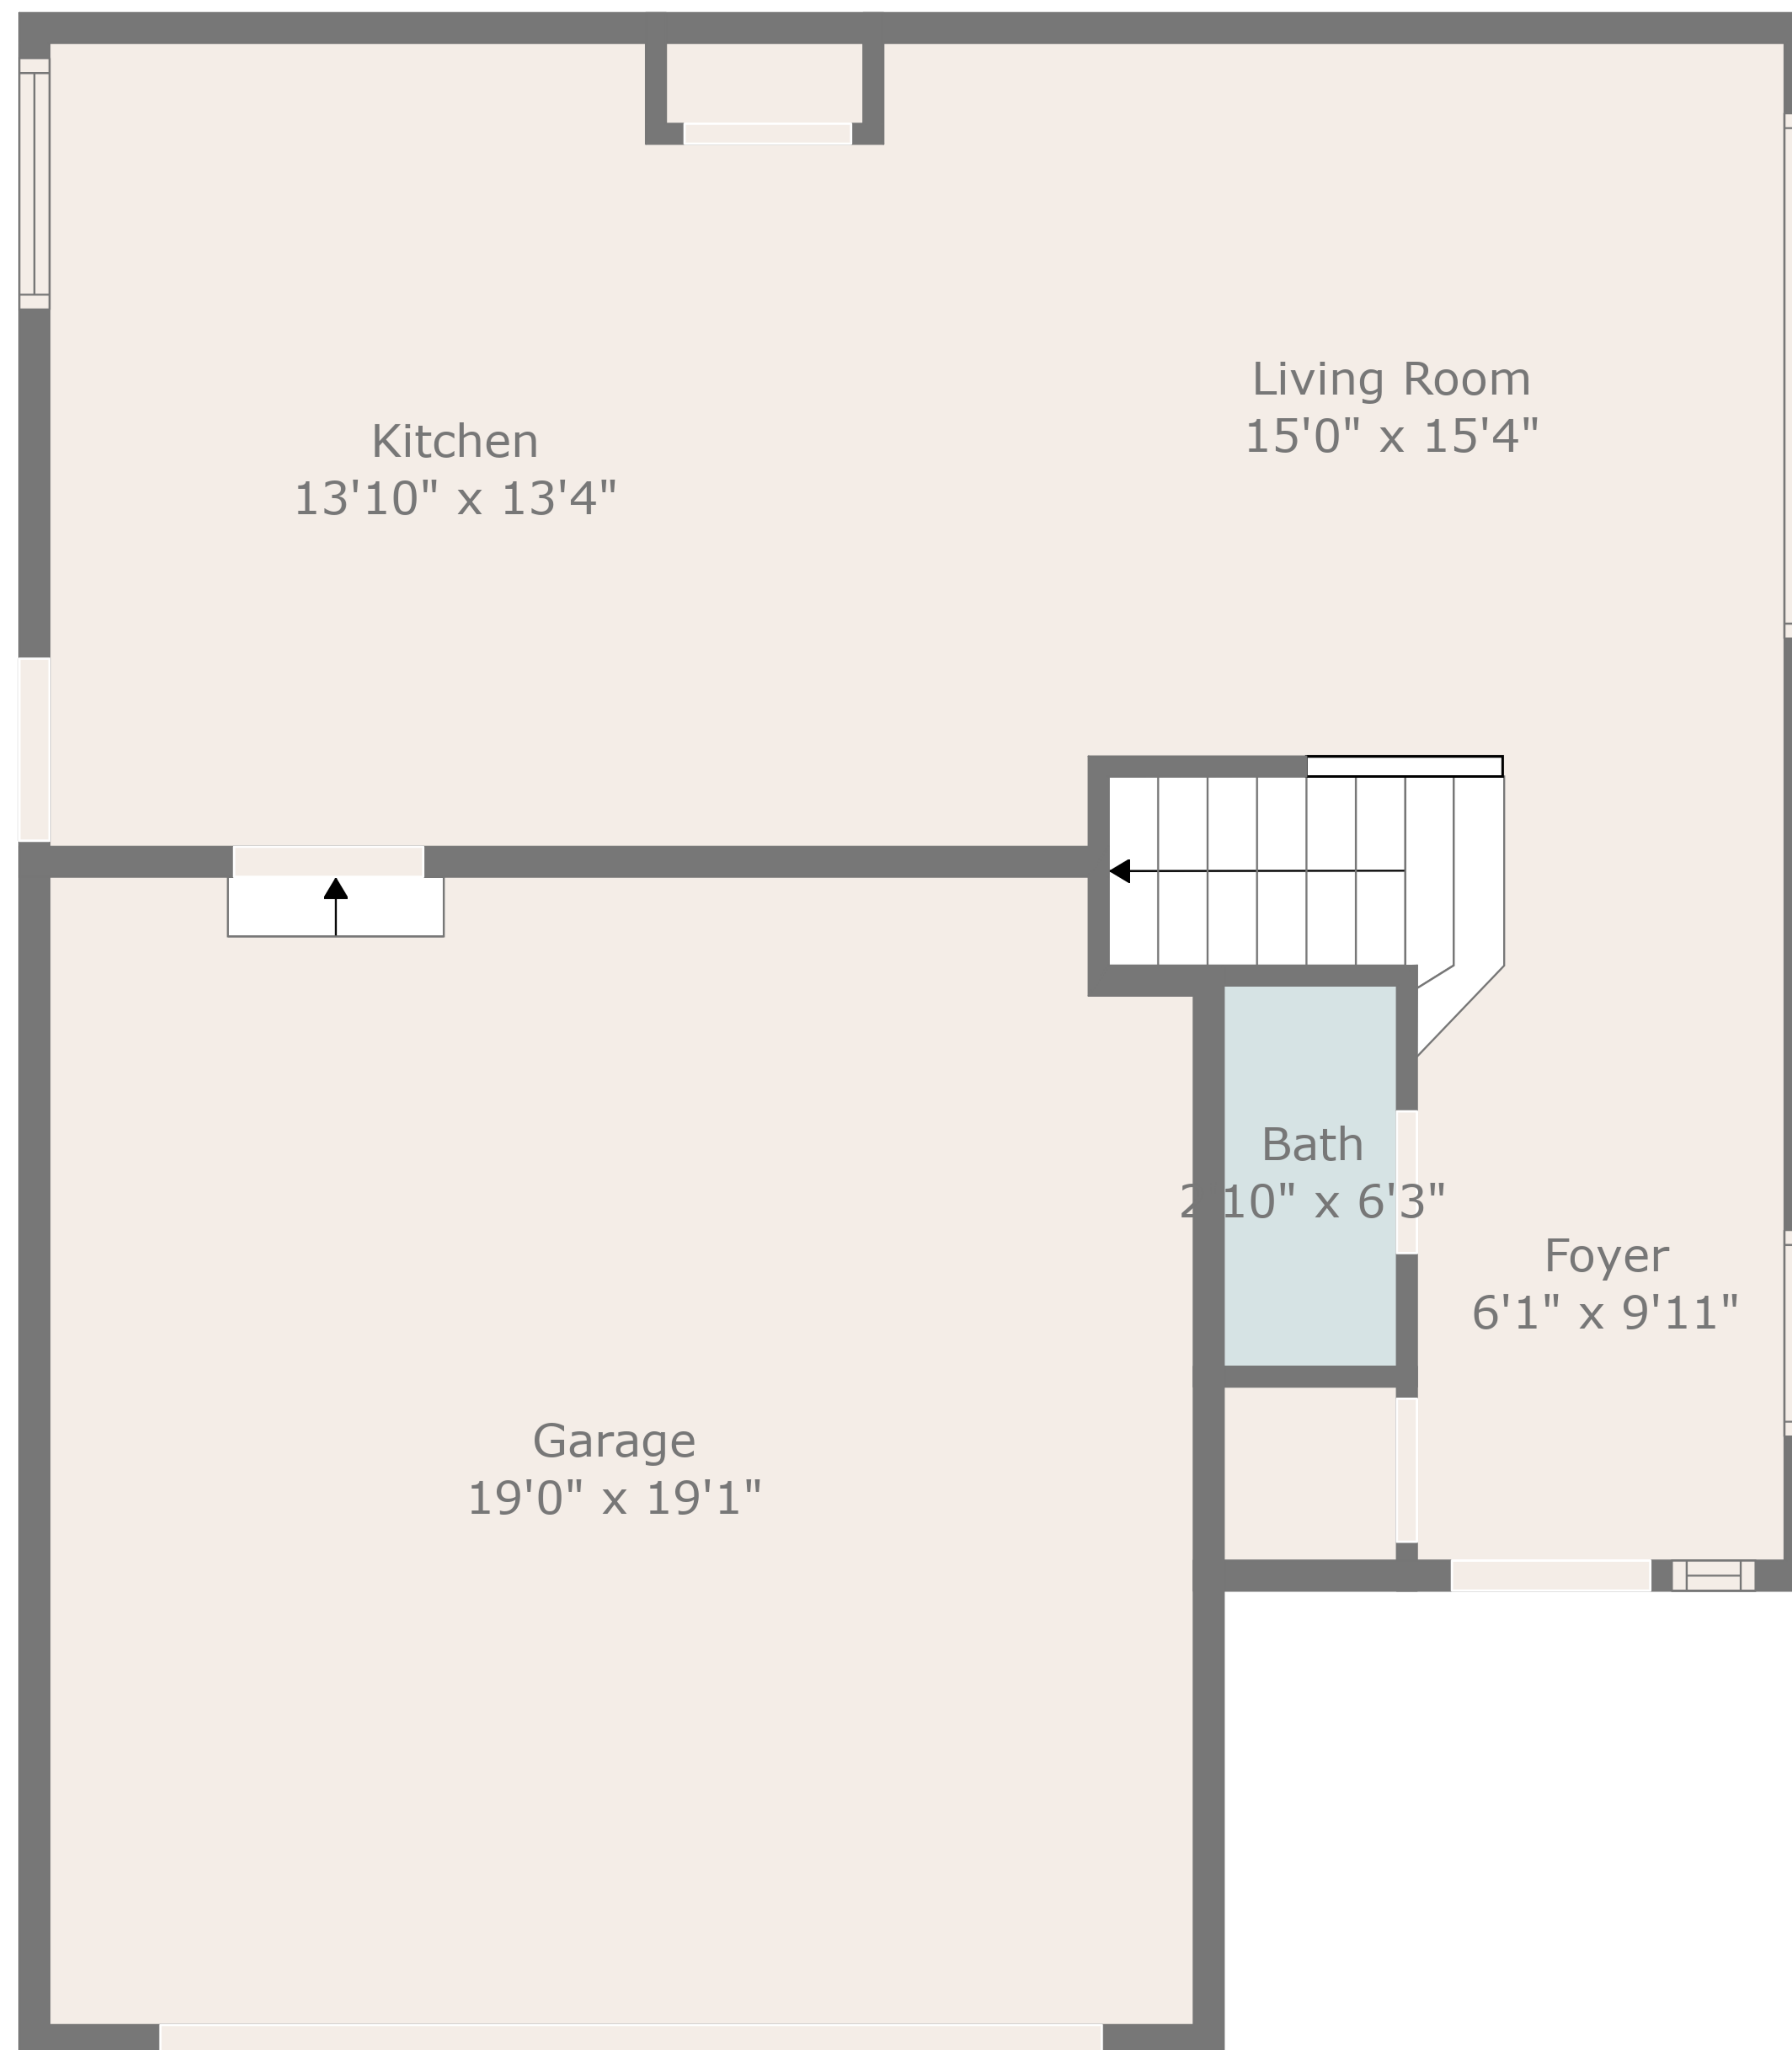 Living Room
15'0" x 15'4"
Kitchen
13'10" x 13'4"
Bath
2'10" x 6'3"
Foyer
6'1" x 9'11"
Garage
19'0" x 19'1"